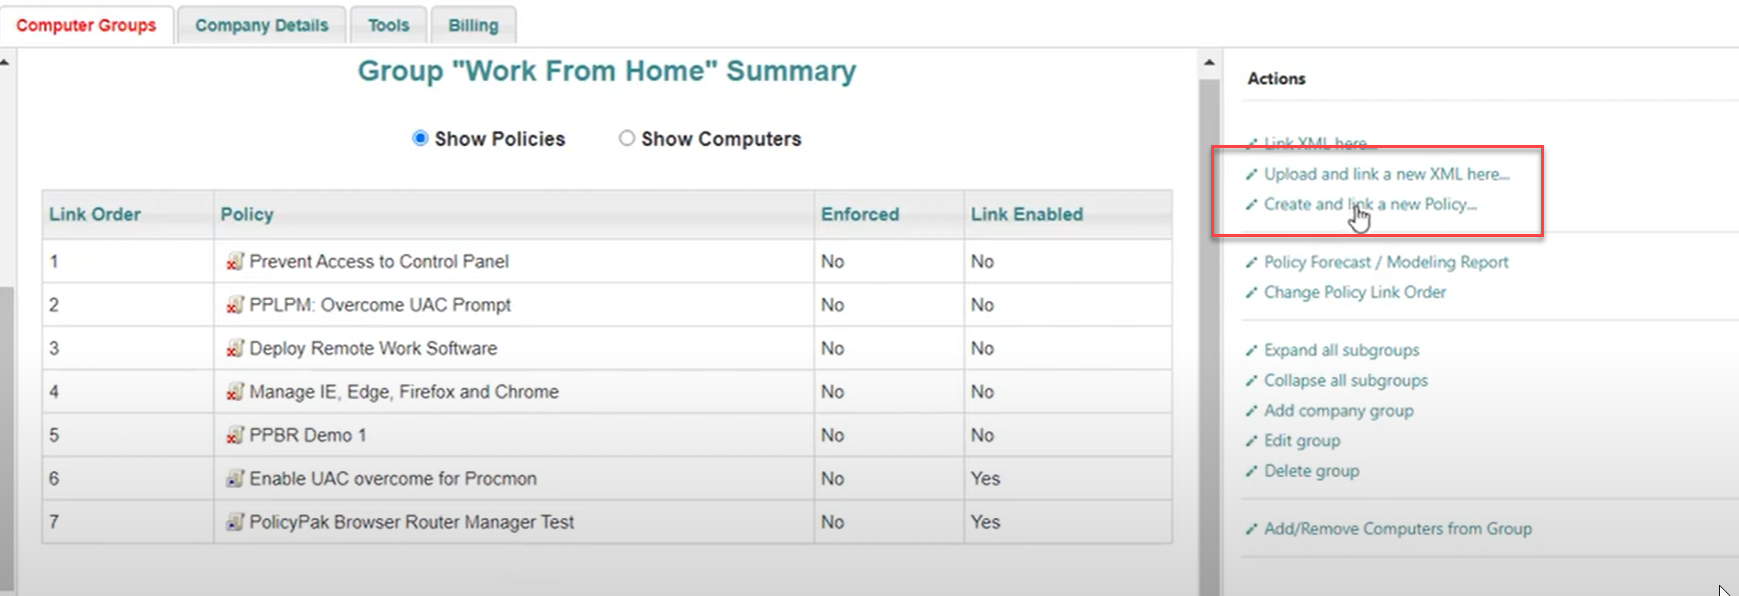 Computer Groups Company Details Tools Billing
Group "Work From Home" Summary
Show Policies Show Computers
Link Order Policy Enforced Link Enabled
1 Prevent Access to Control Panel No No
2 PPLPM: Overcome UAC Prompt No No
3 Deploy Remote Work Software No No
4 Manage IE, Edge, Firefox and Chrome No No
5 PPBR Demo 1 No No
6 Enable UAC overcome for Procmon No Yes
7 PolicyPak Browser Router Manager Test No Yes
Actions
Link XML here...
Upload and link a new XML here...
Create and link a new Policy...
Policy Forecast / Modeling Report
Change Policy Link Order
Expand all subgroups
Collapse all subgroups
Add company group
Edit group
Delete group
Add/Remove Computers from Group